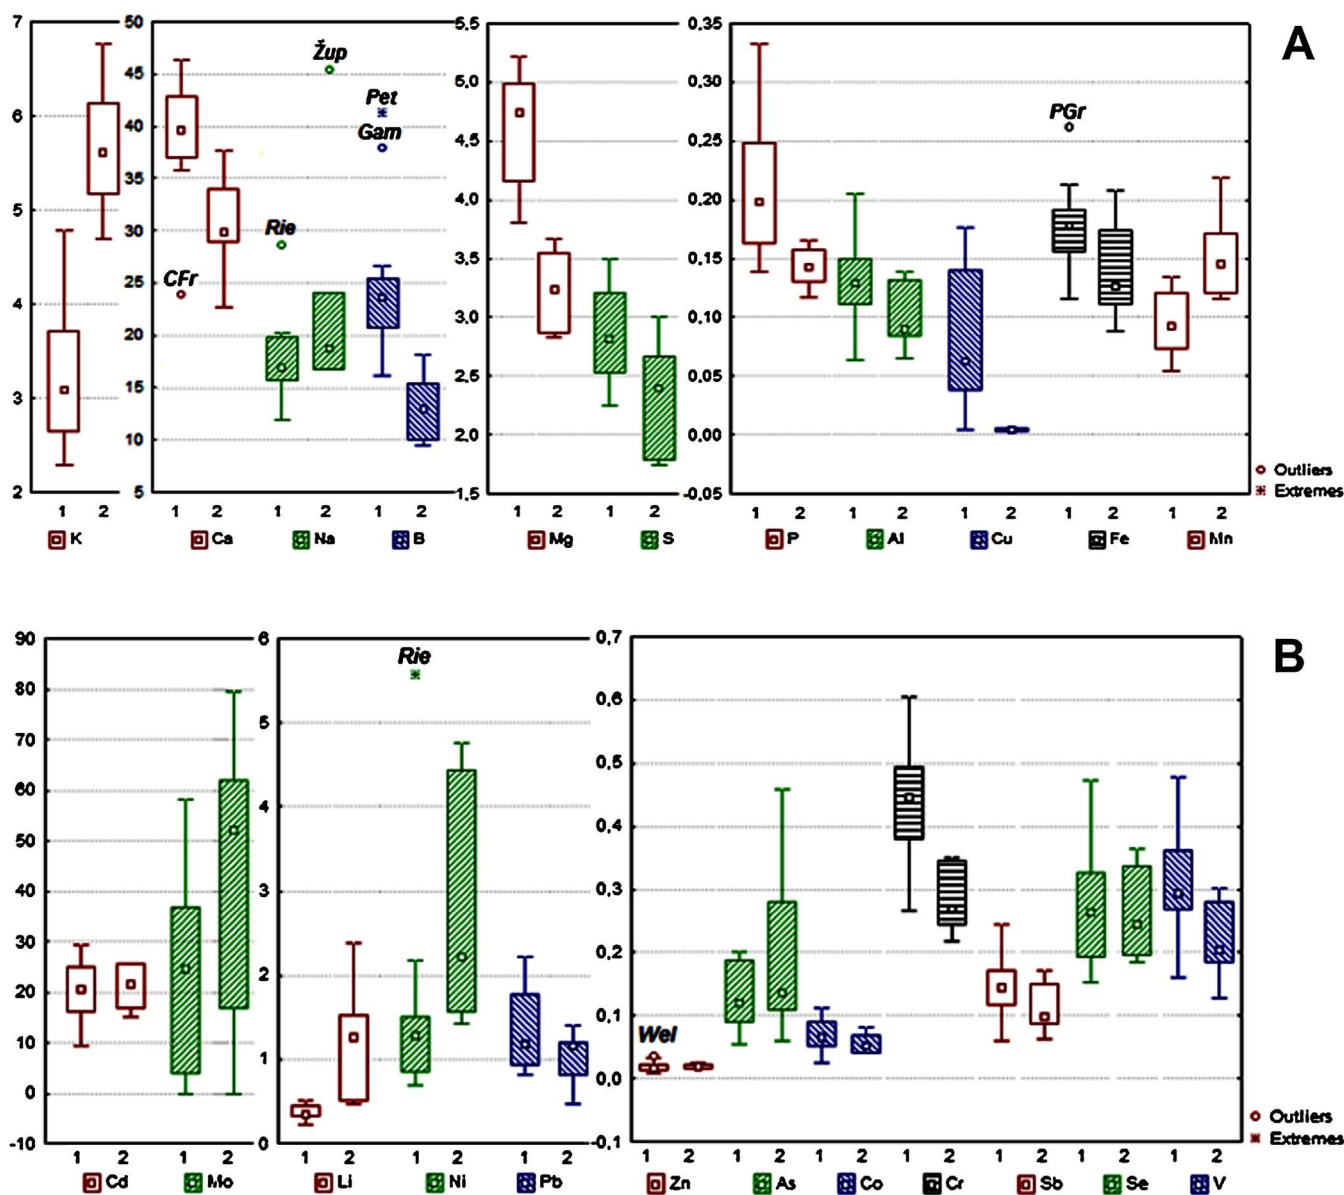 A
7
6
5
4
3
2
1 2
K
50
45
40
35
30
25
20
15
10
5
CFr
Rie
Žup
Pet
Gam
1 2 1 2 1 2
Ca Na B
5,5
5,0
4,5
4,0
3,5
3,0
2,5
2,0
1,5
1 2 1 2
Mg S
0,35
0,30
0,25
0,20
0,15
0,10
0,05
0,00
-0,05
PGr
1 2 1 2 1 2 1 2 1 2
P Al Cu Fe Mn
Outliers
Extremes
B
90
80
70
60
50
40
30
20
10
0
-10
1 2 1 2
Cd Mo
6
5
4
3
2
1
0
Rie
1 2 1 2 1 2
Li Ni Pb
0,7
0,6
0,5
0,4
0,3
0,2
0,1
0,0
-0,1
Wel
1 2 1 2 1 2 1 2 1 2 1 2 1 2
Zn As Co Cr Sb Se V
Outliers
Extremes